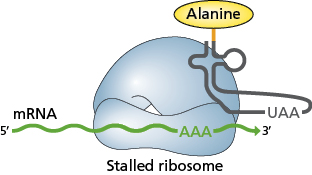 Alanine
mRNA
UAA
5′
AAA
3′
Stalled ribosome